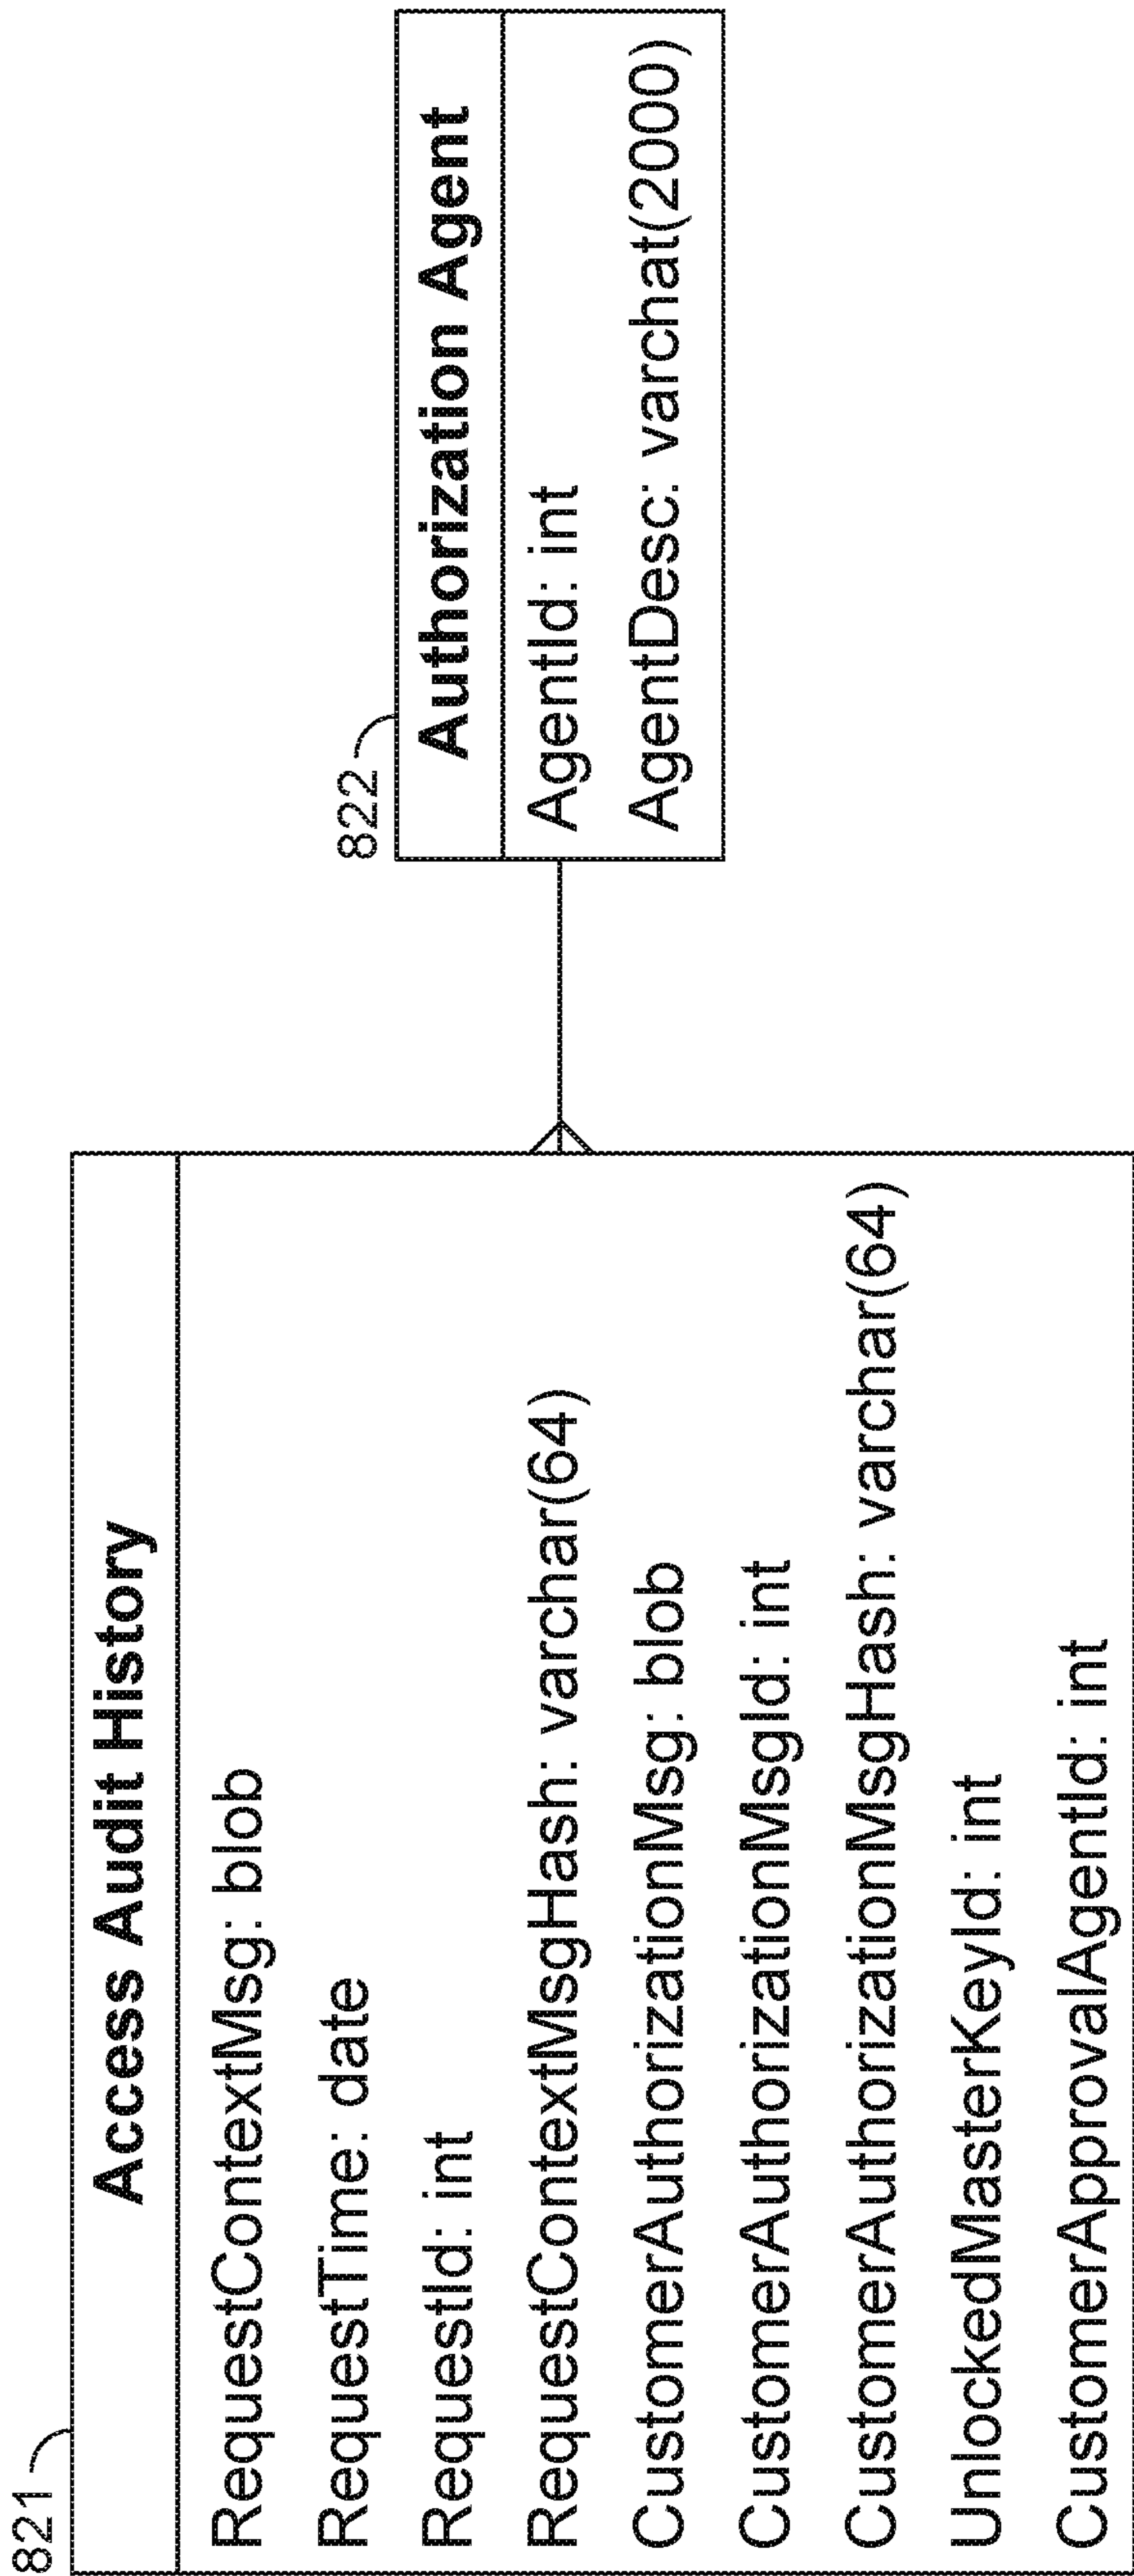 821
Access Audit History
RequestContextMsg: blob
RequestTime: date
RequestId: int
RequestContextMsgHash: varchar(64)
CustomerAuthorizationMsg: blob
CustomerAuthorizationMsgId: int
CustomerAuthorizationMsgHash: varchar(64)
UnlockedMasterKeyId: int
CustomerApprovalAgentId: int
822
Authorization Agent
AgentId: int
AgentDesc: varchat(2000)